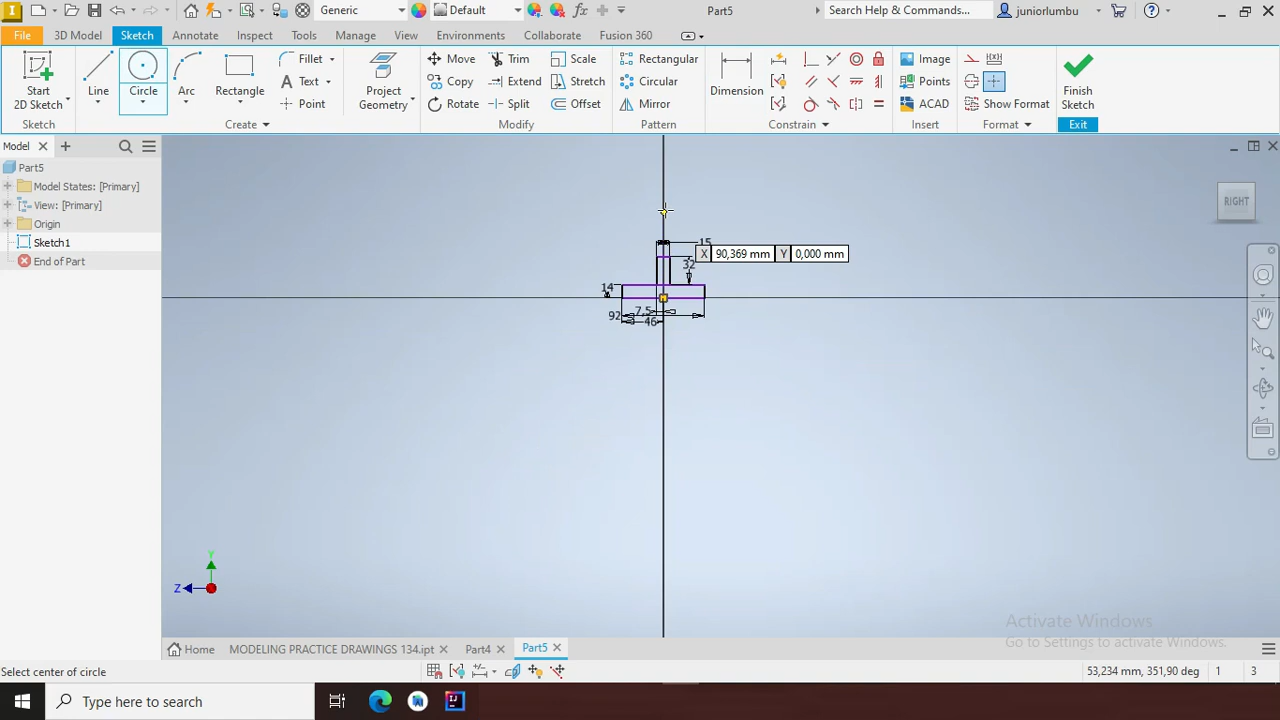 Generic
Default
Part5
Search Help & Commands...
juniorlumbu
File
3D Model
Sketch
Annotate
Inspect
Tools
Manage
View
Environments
Collaborate
Fusion 360
Start
2D Sketch
Line
Circle
Arc
Rectangle
Fillet
Text
Point
Project
Geometry
Move
Copy
Rotate
Trim
Extend
Split
Scale
Stretch
Offset
Rectangular
Circular
Mirror
Dimension
Image
Points
ACAD
Show Format
Finish
Sketch
Sketch
Create
Modify
Pattern
Constrain
Insert
Format
Exit
Model
Part5
Model States: [Primary]
View: [Primary]
Origin
Sketch1
End of Part
RIGHT
15
X 90,369 mm Y 0,000 mm
32
14
7,5
92
46
Y
Z
Activate Windows
Go to Settings to activate Windows.
Home
MODELING PRACTICE DRAWINGS 134.ipt
Part4
Part5
Select center of circle
53,234 mm, 351,90 deg 1 3
Type here to search